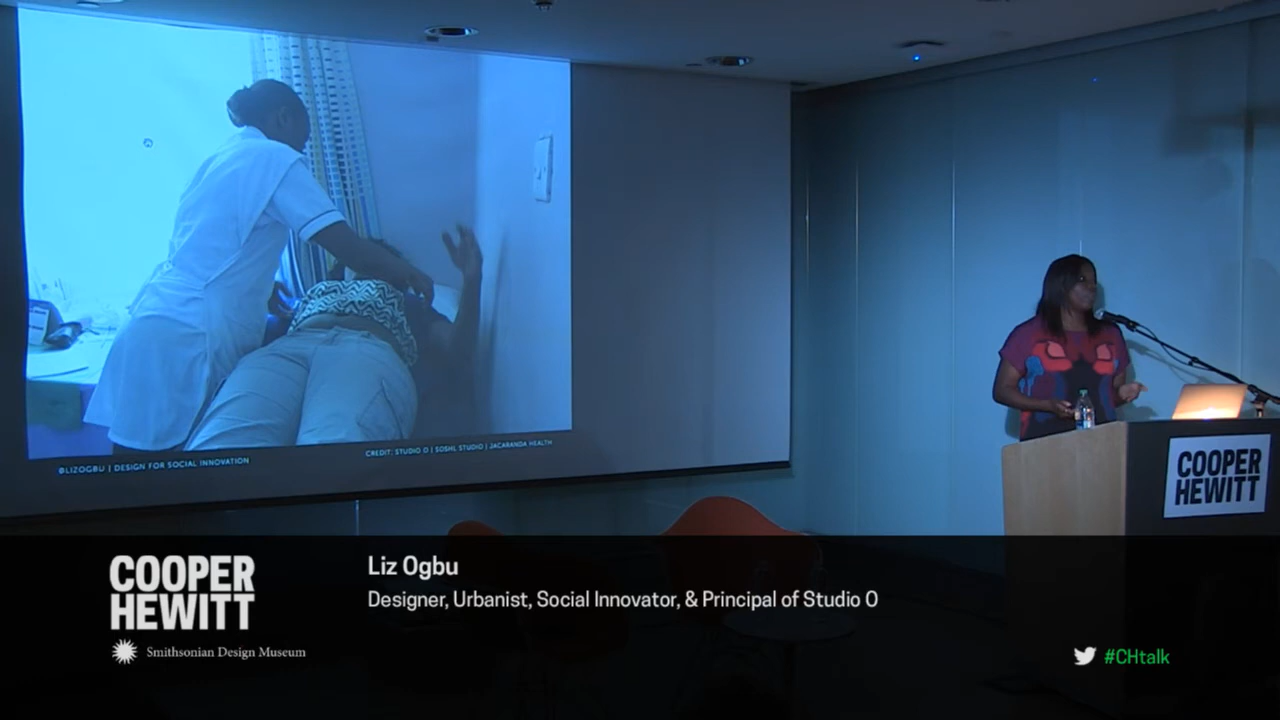 @LIZOGBU | DESIGN FOR SOCIAL INNOVATION
CREDIT: STUDIO O | SOSHL STUDIO | JACARANDA HEALTH
COOPER
HEWITT
COOPER
HEWITT
Smithsonian Design Museum
Liz Ogbu
Designer, Urbanist, Social Innovator, & Principal of Studio O
#CHtalk